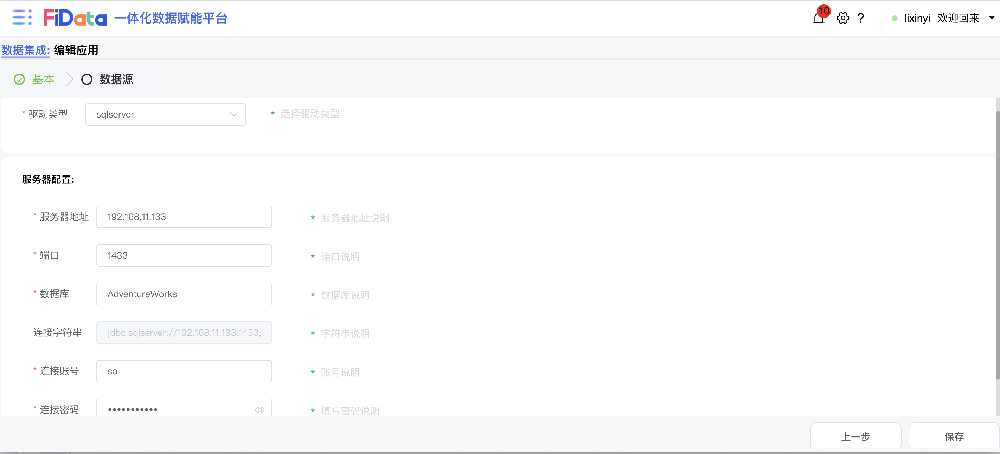 FiData 一体化数据赋能平台 10 ? lixinyi 欢迎回来
数据集成: 编辑应用
基本 数据源
* 驱动类型 sqlserver * 选择驱动类型
服务器配置:
* 服务器地址 192.168.11.133 * 服务器地址说明
* 端口 1433 * 端口说明
* 数据库 AdventureWorks * 数据库说明
连接字符串 jdbc:sqlserver://192.168.11.133:1433; * 字符串说明
* 连接账号 sa * 账号说明
* 连接密码 ••••••••••• * 填写密码说明
上一步 保存